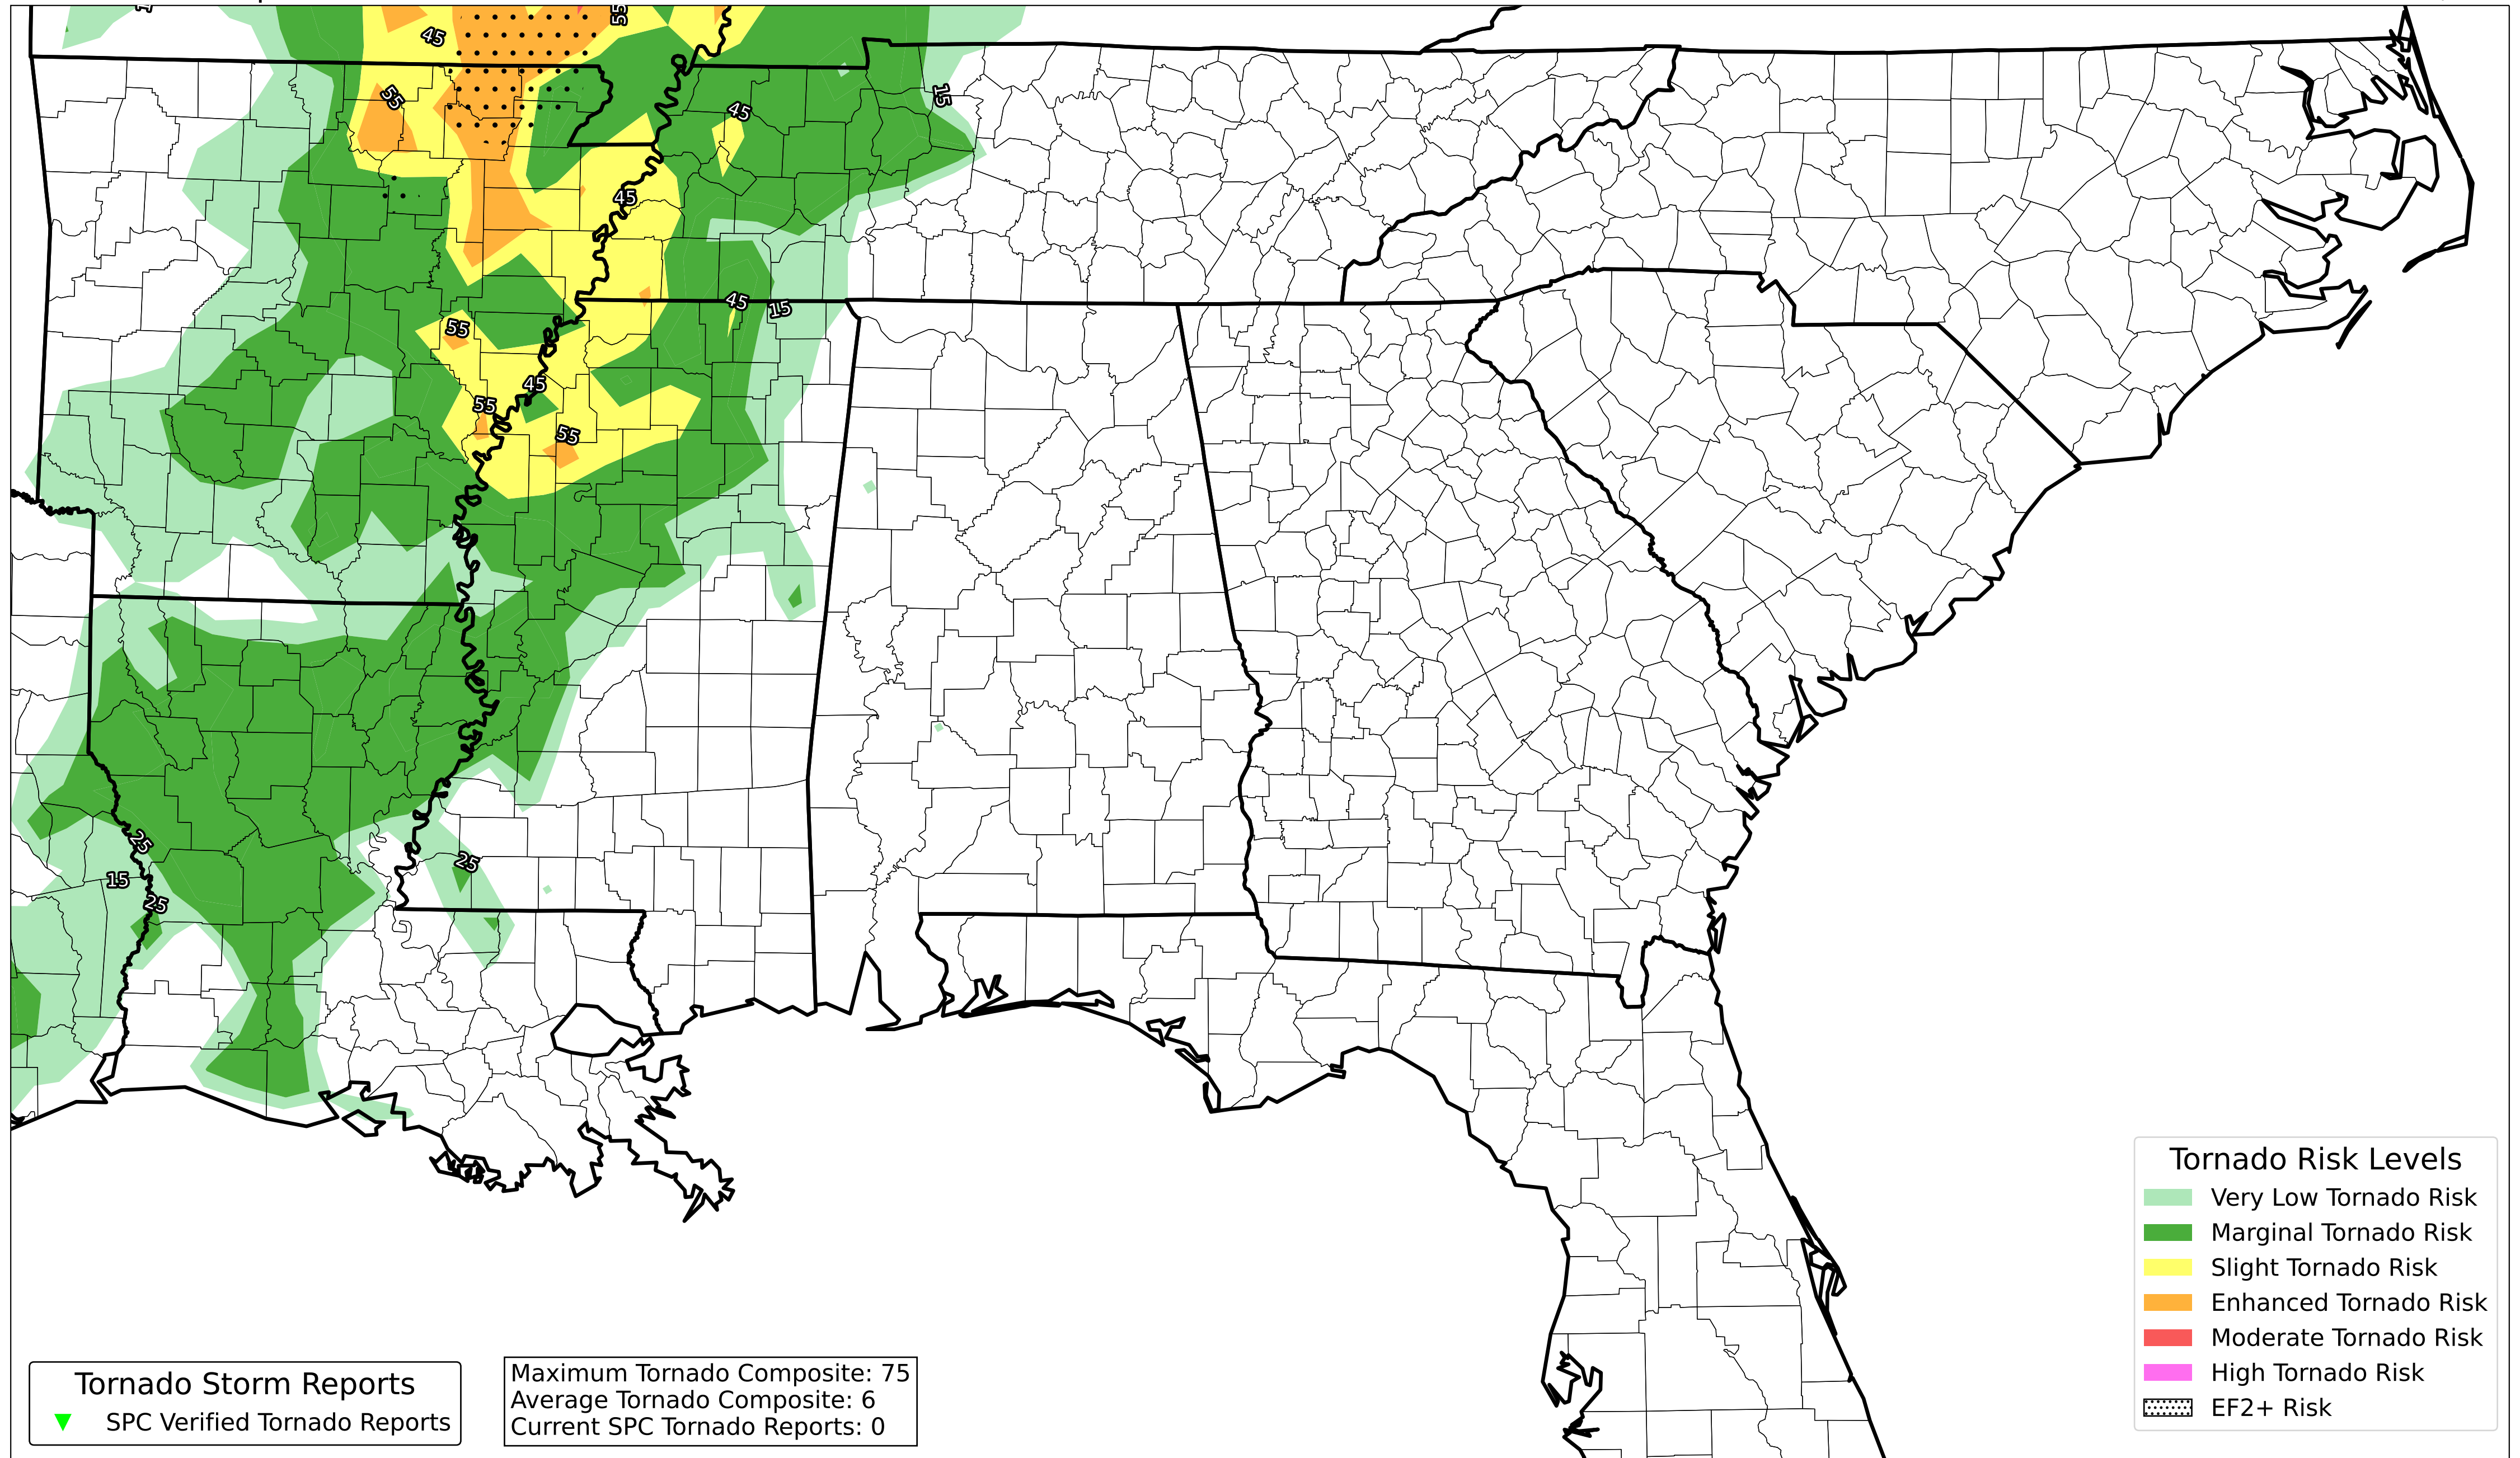 45
55
55
45
15
45
45
15
55
45
55
55
25
25
15
25
Tornado Risk Levels
Very Low Tornado Risk
Marginal Tornado Risk
Slight Tornado Risk
Enhanced Tornado Risk
Moderate Tornado Risk
High Tornado Risk
EF2+ Risk
Tornado Storm Reports
SPC Verified Tornado Reports
Maximum Tornado Composite: 75
Average Tornado Composite: 6
Current SPC Tornado Reports: 0